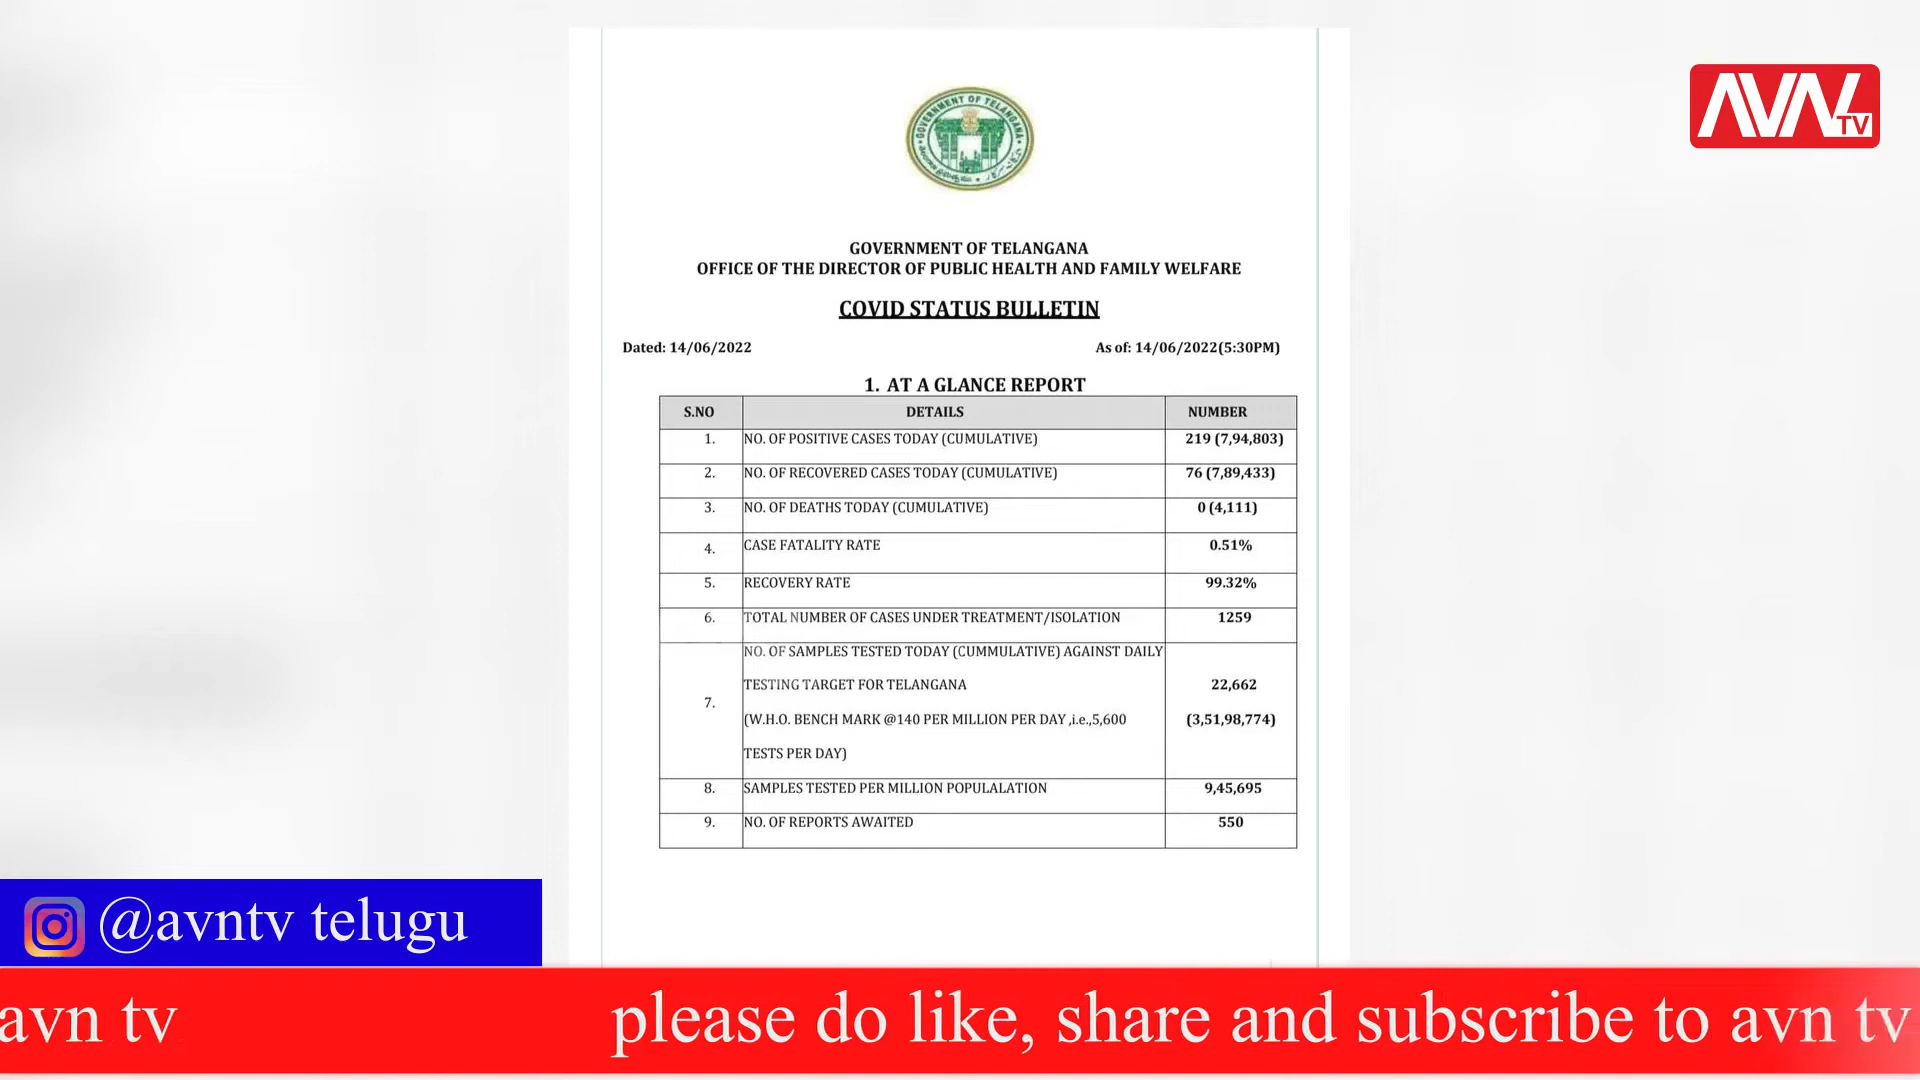 AVN TV
GOVERNMENT OF TELANGANA
GOVERNMENT OF TELANGANA
OFFICE OF THE DIRECTOR OF PUBLIC HEALTH AND FAMILY WELFARE
COVID STATUS BULLETIN
Dated: 14/06/2022 As of: 14/06/2022(5:30PM)
1. AT A GLANCE REPORT
S.NO DETAILS NUMBER
1. NO. OF POSITIVE CASES TODAY (CUMULATIVE) 219 (7,94,803)
2. NO. OF RECOVERED CASES TODAY (CUMULATIVE) 76 (7,89,433)
3. NO. OF DEATHS TODAY (CUMULATIVE) 0 (4,111)
4. CASE FATALITY RATE 0.51%
5. RECOVERY RATE 99.32%
6. TOTAL NUMBER OF CASES UNDER TREATMENT/ISOLATION 1259
NO. OF SAMPLES TESTED TODAY (CUMMULATIVE) AGAINST DAILY
TESTING TARGET FOR TELANGANA 22,662
7.
(W.H.O. BENCH MARK @140 PER MILLION PER DAY ,i.e.,5,600 (3,51,98,774)
TESTS PER DAY)
8. SAMPLES TESTED PER MILLION POPULALATION 9,45,695
9. NO. OF REPORTS AWAITED 550
@avntv telugu
avn tv please do like, share and subscribe to avn tv